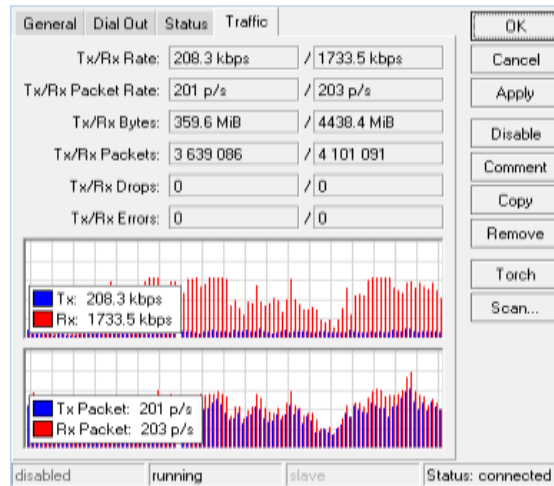 General Dial Out Status Traffic
OK
Tx/Rx Rate: 208.3 kbps / 1733.5 kbps
Cancel
Tx/Rx Packet Rate: 201 p/s / 203 p/s
Apply
Tx/Rx Bytes: 359.6 MiB / 4438.4 MiB
Disable
Tx/Rx Packets: 3 639 086 / 4 101 091
Comment
Tx/Rx Drops: 0 / 0
Copy
Tx/Rx Errors: 0 / 0
Remove
Torch
Scan...
Tx: 208.3 kbps
Rx: 1733.5 kbps
Tx Packet: 201 p/s
Rx Packet: 203 p/s
disabled running slave Status: connected